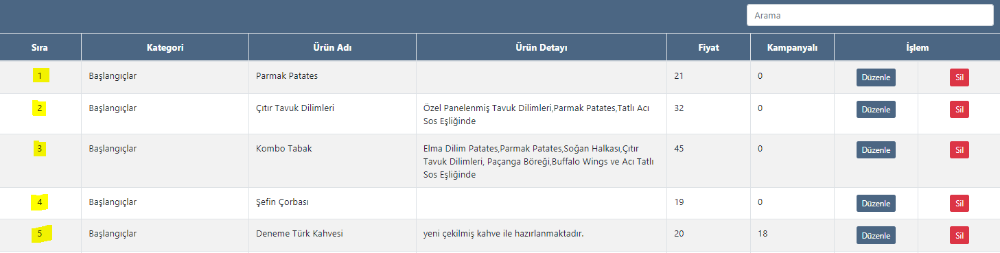 Arama
Sıra Kategori Ürün Adı Ürün Detayı Fiyat Kampanyalı İşlem
1 Başlangıçlar Parmak Patates 21 0 Düzenle Sil
2 Başlangıçlar Çıtır Tavuk Dilimleri Özel Panelenmiş Tavuk Dilimleri,Parmak Patates,Tatlı Acı 32 0 Düzenle Sil
Sos Eşliğinde
3 Başlangıçlar Kombo Tabak Elma Dilim Patates,Parmak Patates,Soğan Halkası,Çıtır 45 0 Düzenle Sil
Tavuk Dilimleri, Paçanga Böreği,Buffalo Wings ve Acı Tatlı
Sos Eşliğinde
4 Başlangıçlar Şefin Çorbası 19 0 Düzenle Sil
5 Başlangıçlar Deneme Türk Kahvesi yeni çekilmiş kahve ile hazırlanmaktadır. 20 18 Düzenle Sil